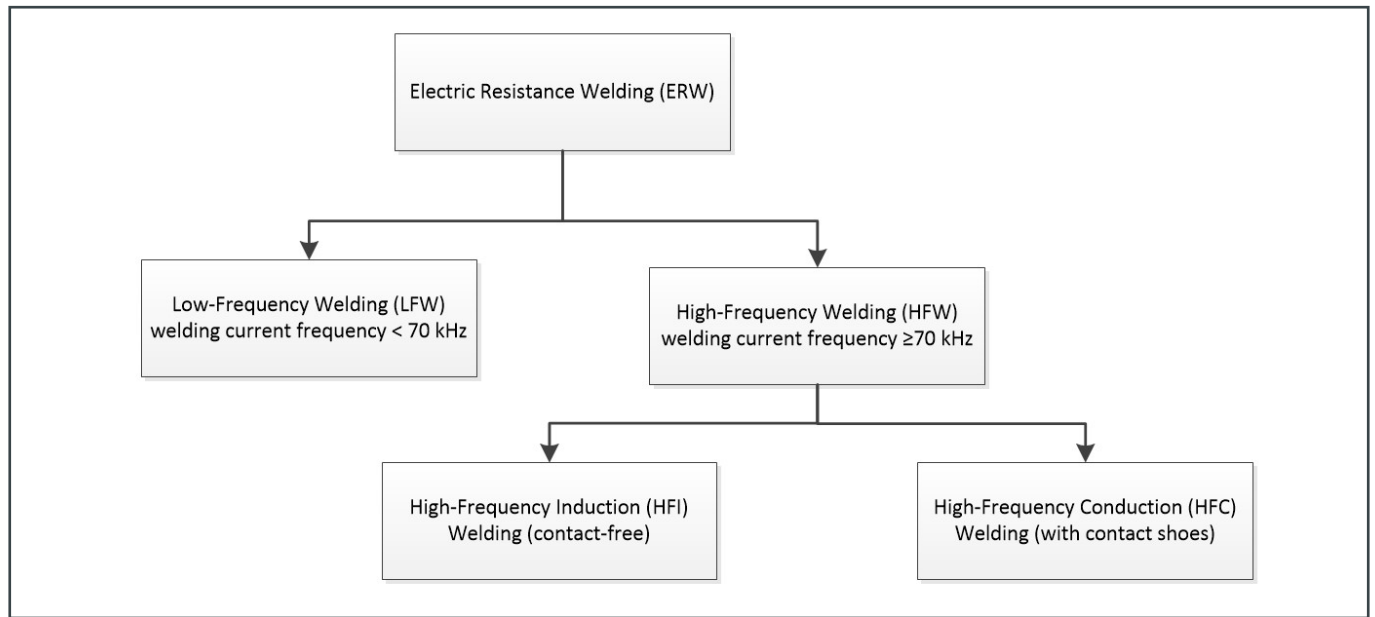 Electric Resistance Welding (ERW)
Low-Frequency Welding (LFW)
welding current frequency < 70 kHz
High-Frequency Welding (HFW)
welding current frequency ≥70 kHz
High-Frequency Induction (HFI)
Welding (contact-free)
High-Frequency Conduction (HFC)
Welding (with contact shoes)